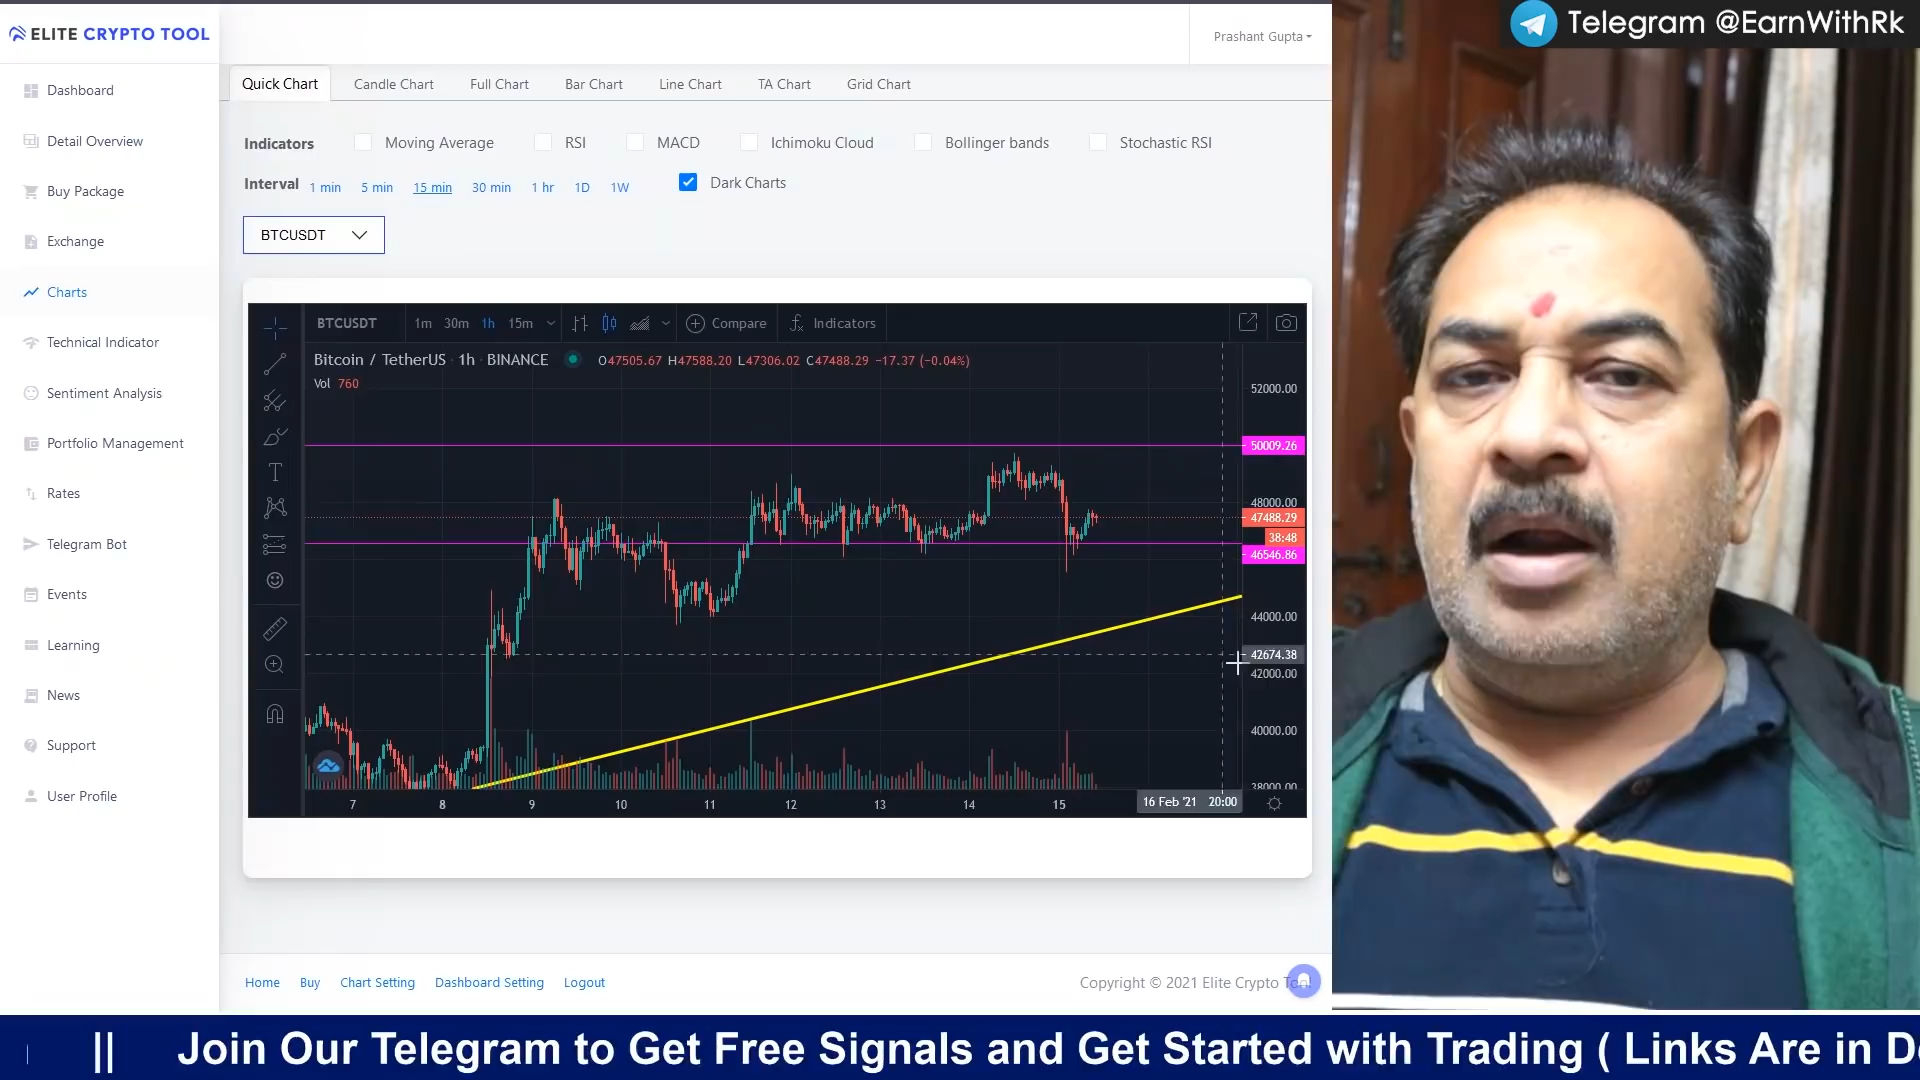 ELITE CRYPTO TOOL
Prashant Gupta
Telegram @EarnWithRk
Dashboard
Detail Overview
Buy Package
Exchange
Charts
Technical Indicator
Sentiment Analysis
Portfolio Management
Rates
Telegram Bot
Events
Learning
News
Support
User Profile
Quick Chart Candle Chart Full Chart Bar Chart Line Chart TA Chart Grid Chart
Indicators Moving Average RSI MACD Ichimoku Cloud Bollinger bands Stochastic RSI
Interval 1 min 5 min 15 min 30 min 1 hr 1D 1W Dark Charts
BTCUSDT
BTCUSDT 1m 30m 1h 15m Compare Indicators
Bitcoin / TetherUS · 1h · BINANCE O47505.67 H47588.20 L47306.02 C47488.29 −17.37 (−0.04%)
Vol 760
52000.00
50009.26
48000.00
47488.29
38:48
46546.86
44000.00
42674.38
42000.00
40000.00
38000.00
7 8 9 10 11 12 13 14 15 16 Feb '21 20:00
Home Buy Chart Setting Dashboard Setting Logout
Copyright © 2021 Elite Crypto
|| Join Our Telegram to Get Free Signals and Get Started with Trading ( Links Are in